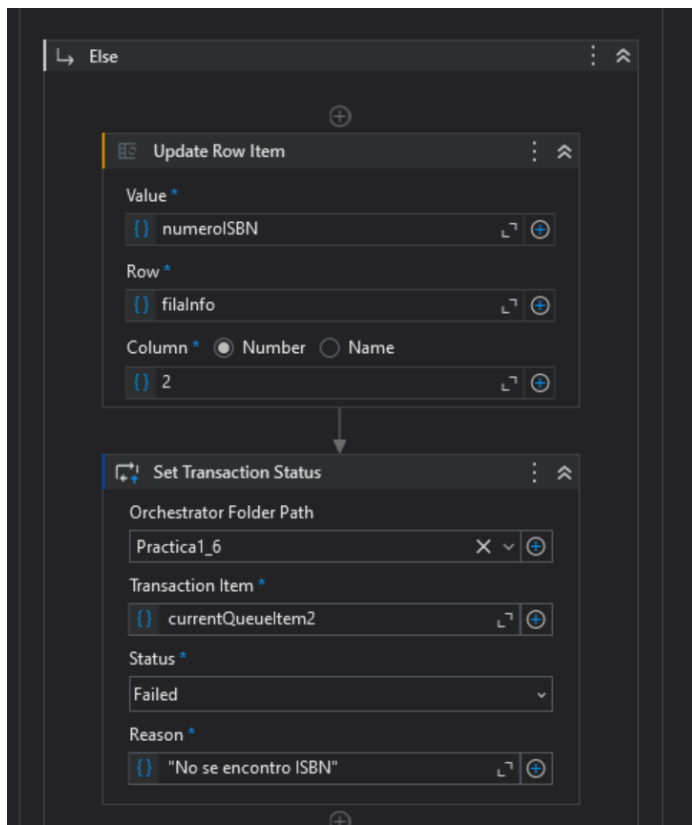 Else
Update Row Item
Value *
{} numeroISBN
Row *
{} filaInfo
Column * Number Name
{} 2
Set Transaction Status
Orchestrator Folder Path
Practica1_6
Transaction Item *
{} currentQueueItem2
Status *
Failed
Reason *
{} "No se encontro ISBN"